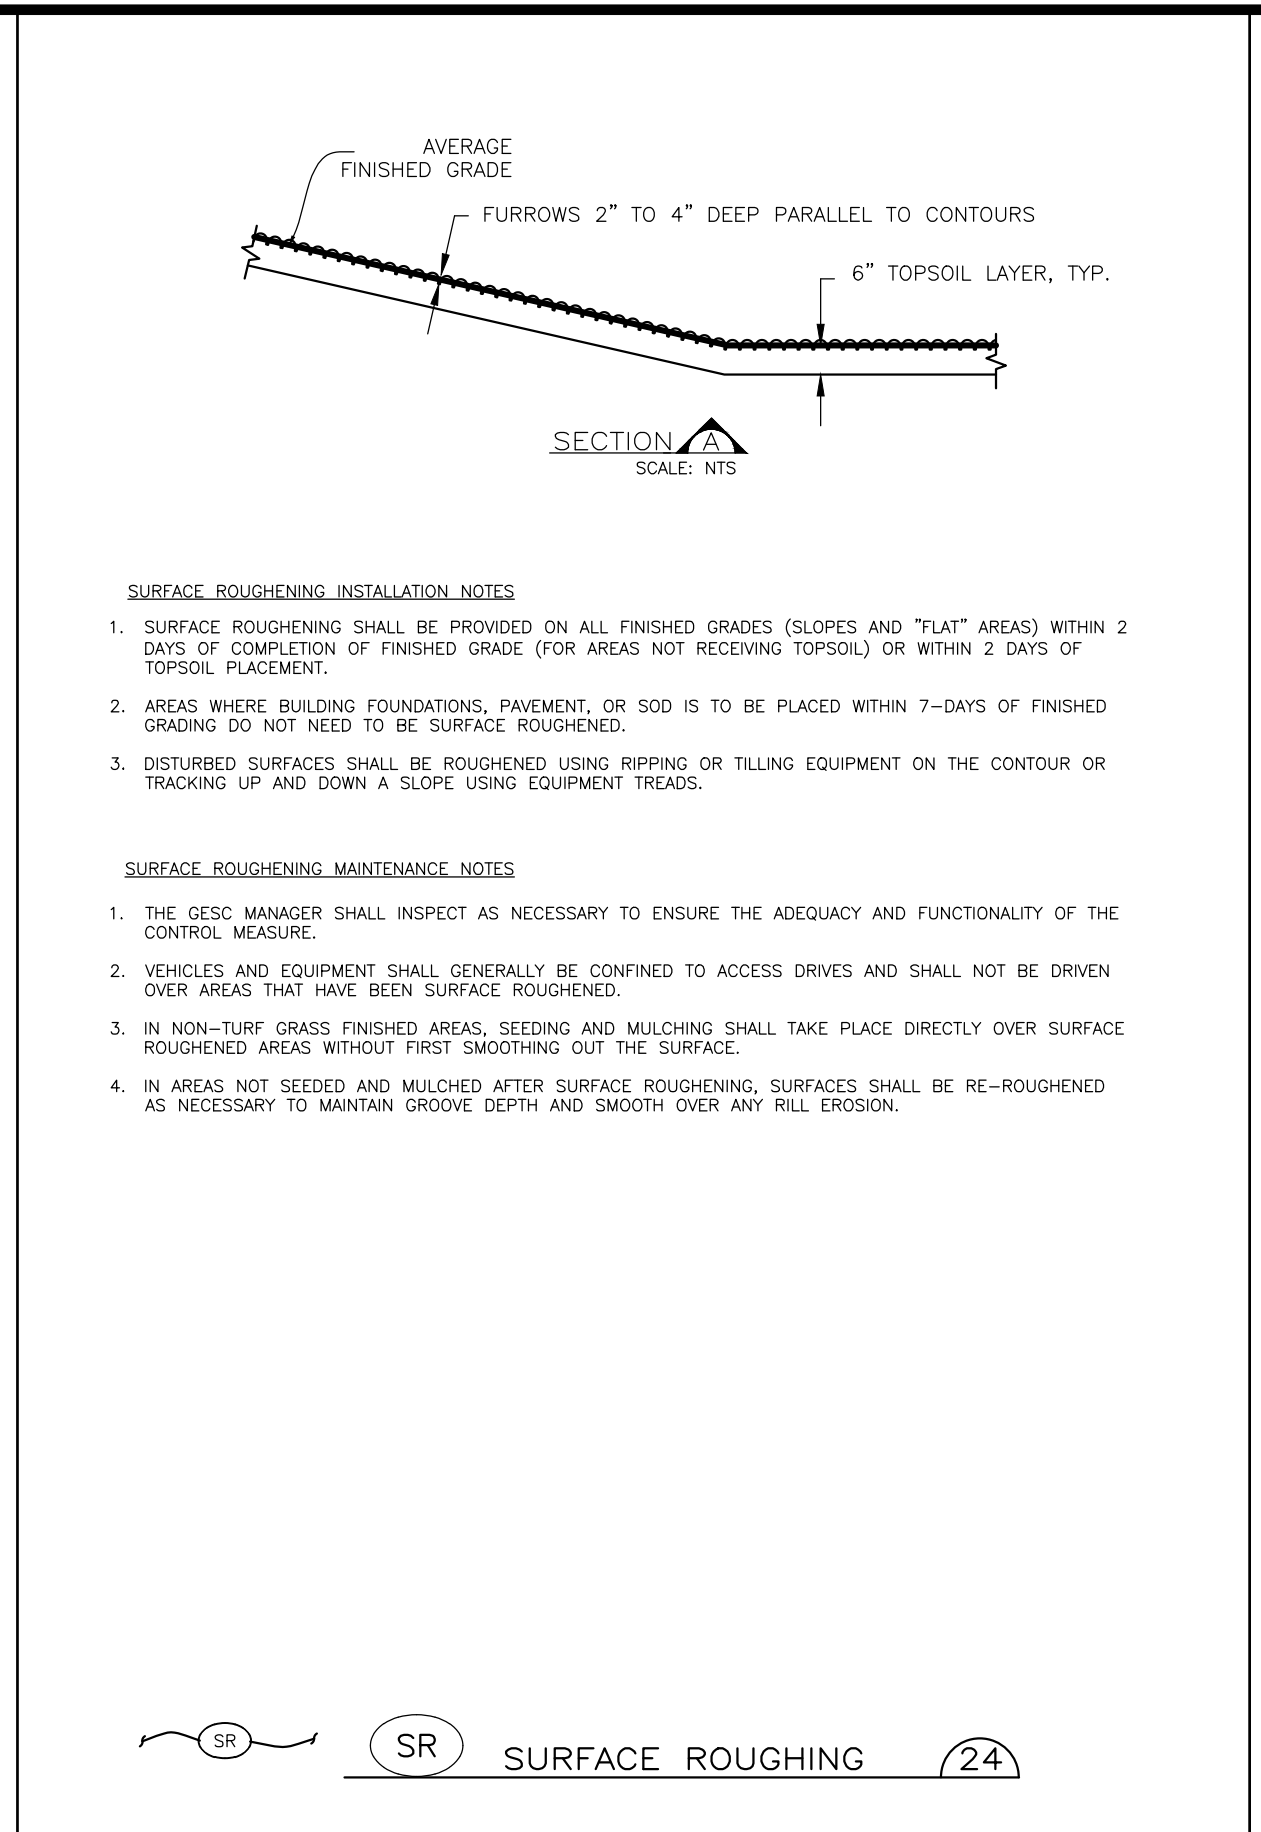 AVERAGE
FINISHED GRADE
FURROWS 2" TO 4" DEEP PARALLEL TO CONTOURS
6" TOPSOIL LAYER, TYP.
SECTION A
SCALE: NTS
SURFACE ROUGHENING INSTALLATION NOTES
1. SURFACE ROUGHENING SHALL BE PROVIDED ON ALL FINISHED GRADES (SLOPES AND "FLAT" AREAS) WITHIN 2
DAYS OF COMPLETION OF FINISHED GRADE (FOR AREAS NOT RECEIVING TOPSOIL) OR WITHIN 2 DAYS OF
TOPSOIL PLACEMENT.
2. AREAS WHERE BUILDING FOUNDATIONS, PAVEMENT, OR SOD IS TO BE PLACED WITHIN 7-DAYS OF FINISHED
GRADING DO NOT NEED TO BE SURFACE ROUGHENED.
3. DISTURBED SURFACES SHALL BE ROUGHENED USING RIPPING OR TILLING EQUIPMENT ON THE CONTOUR OR
TRACKING UP AND DOWN A SLOPE USING EQUIPMENT TREADS.
SURFACE ROUGHENING MAINTENANCE NOTES
1. THE GESC MANAGER SHALL INSPECT AS NECESSARY TO ENSURE THE ADEQUACY AND FUNCTIONALITY OF THE
CONTROL MEASURE.
2. VEHICLES AND EQUIPMENT SHALL GENERALLY BE CONFINED TO ACCESS DRIVES AND SHALL NOT BE DRIVEN
OVER AREAS THAT HAVE BEEN SURFACE ROUGHENED.
3. IN NON-TURF GRASS FINISHED AREAS, SEEDING AND MULCHING SHALL TAKE PLACE DIRECTLY OVER SURFACE
ROUGHENED AREAS WITHOUT FIRST SMOOTHING OUT THE SURFACE.
4. IN AREAS NOT SEEDED AND MULCHED AFTER SURFACE ROUGHENING, SURFACES SHALL BE RE-ROUGHENED
AS NECESSARY TO MAINTAIN GROOVE DEPTH AND SMOOTH OVER ANY RILL EROSION.
SR
SR SURFACE ROUGHING 24